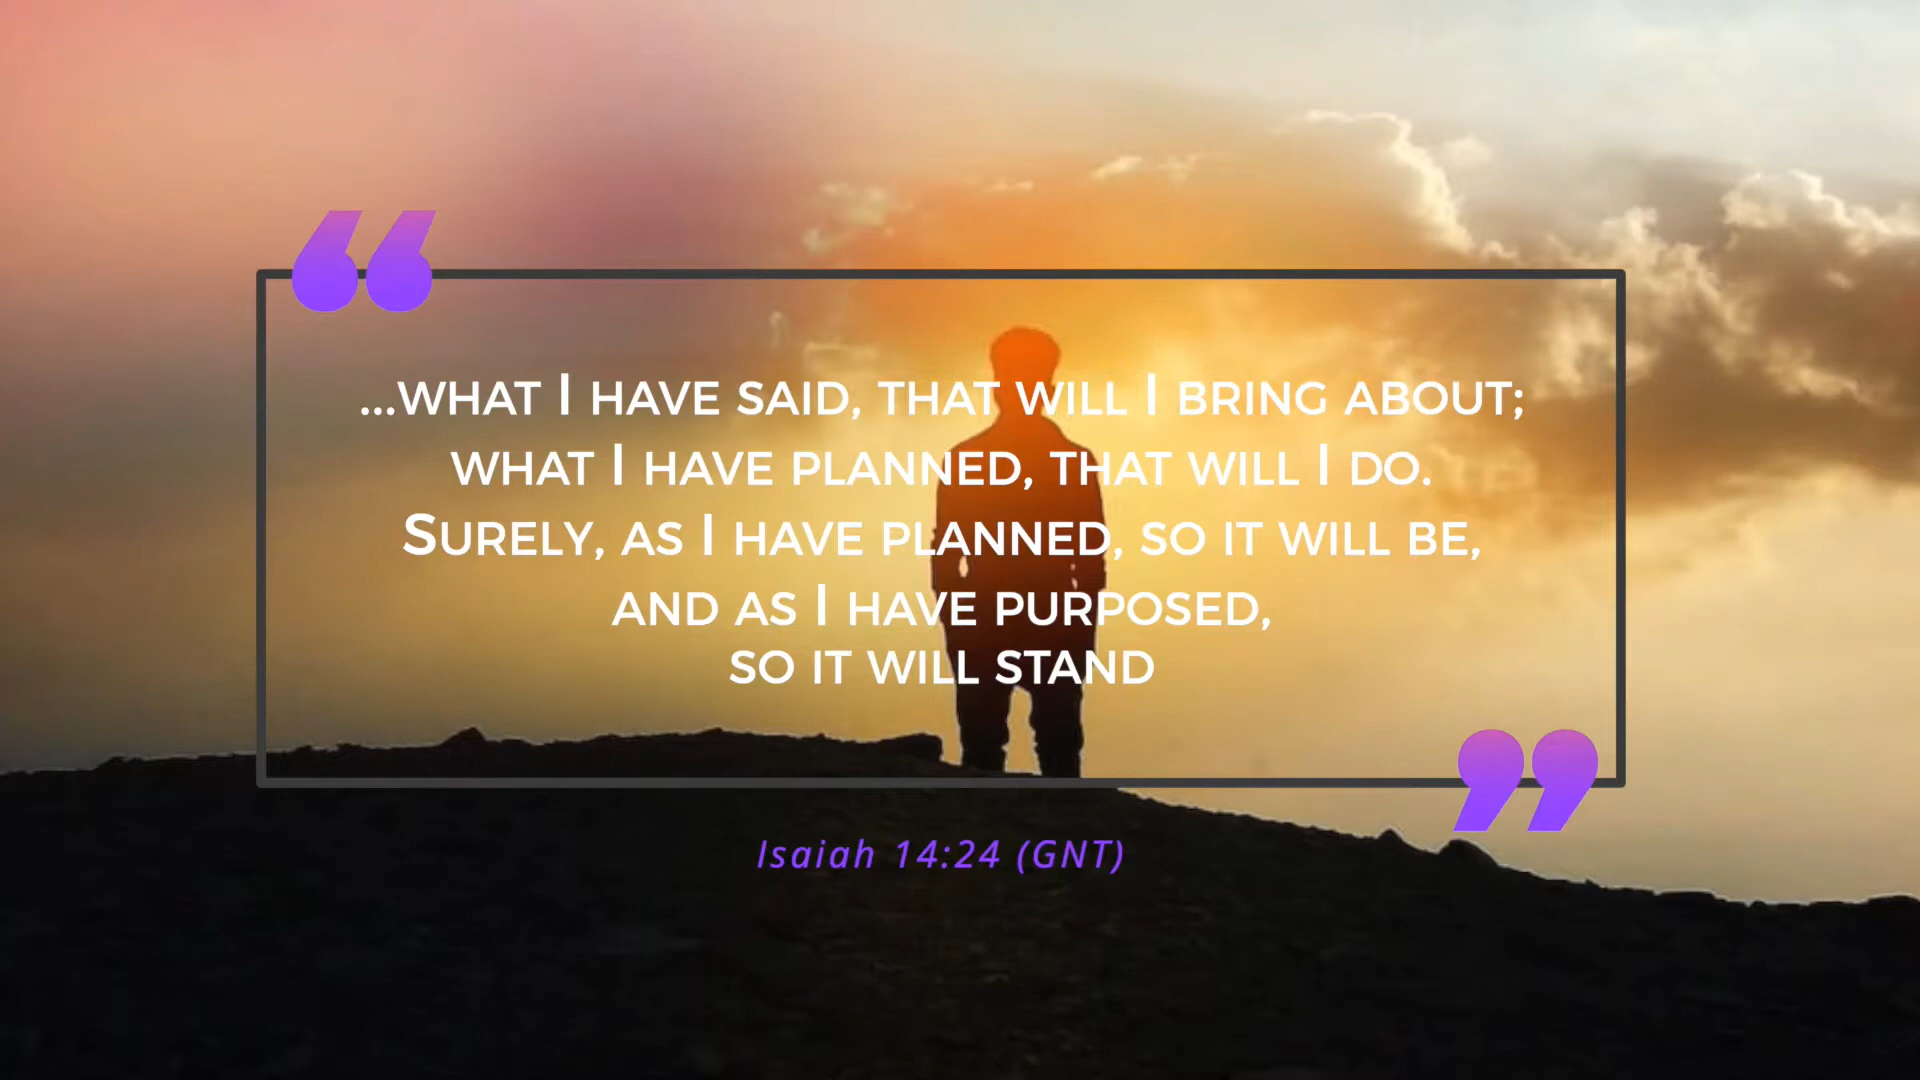 “
...WHAT I HAVE SAID, THAT WILL I BRING ABOUT;
WHAT I HAVE PLANNED, THAT WILL I DO.
SURELY, AS I HAVE PLANNED, SO IT WILL BE,
AND AS I HAVE PURPOSED,
SO IT WILL STAND
”
Isaiah 14:24 (GNT)